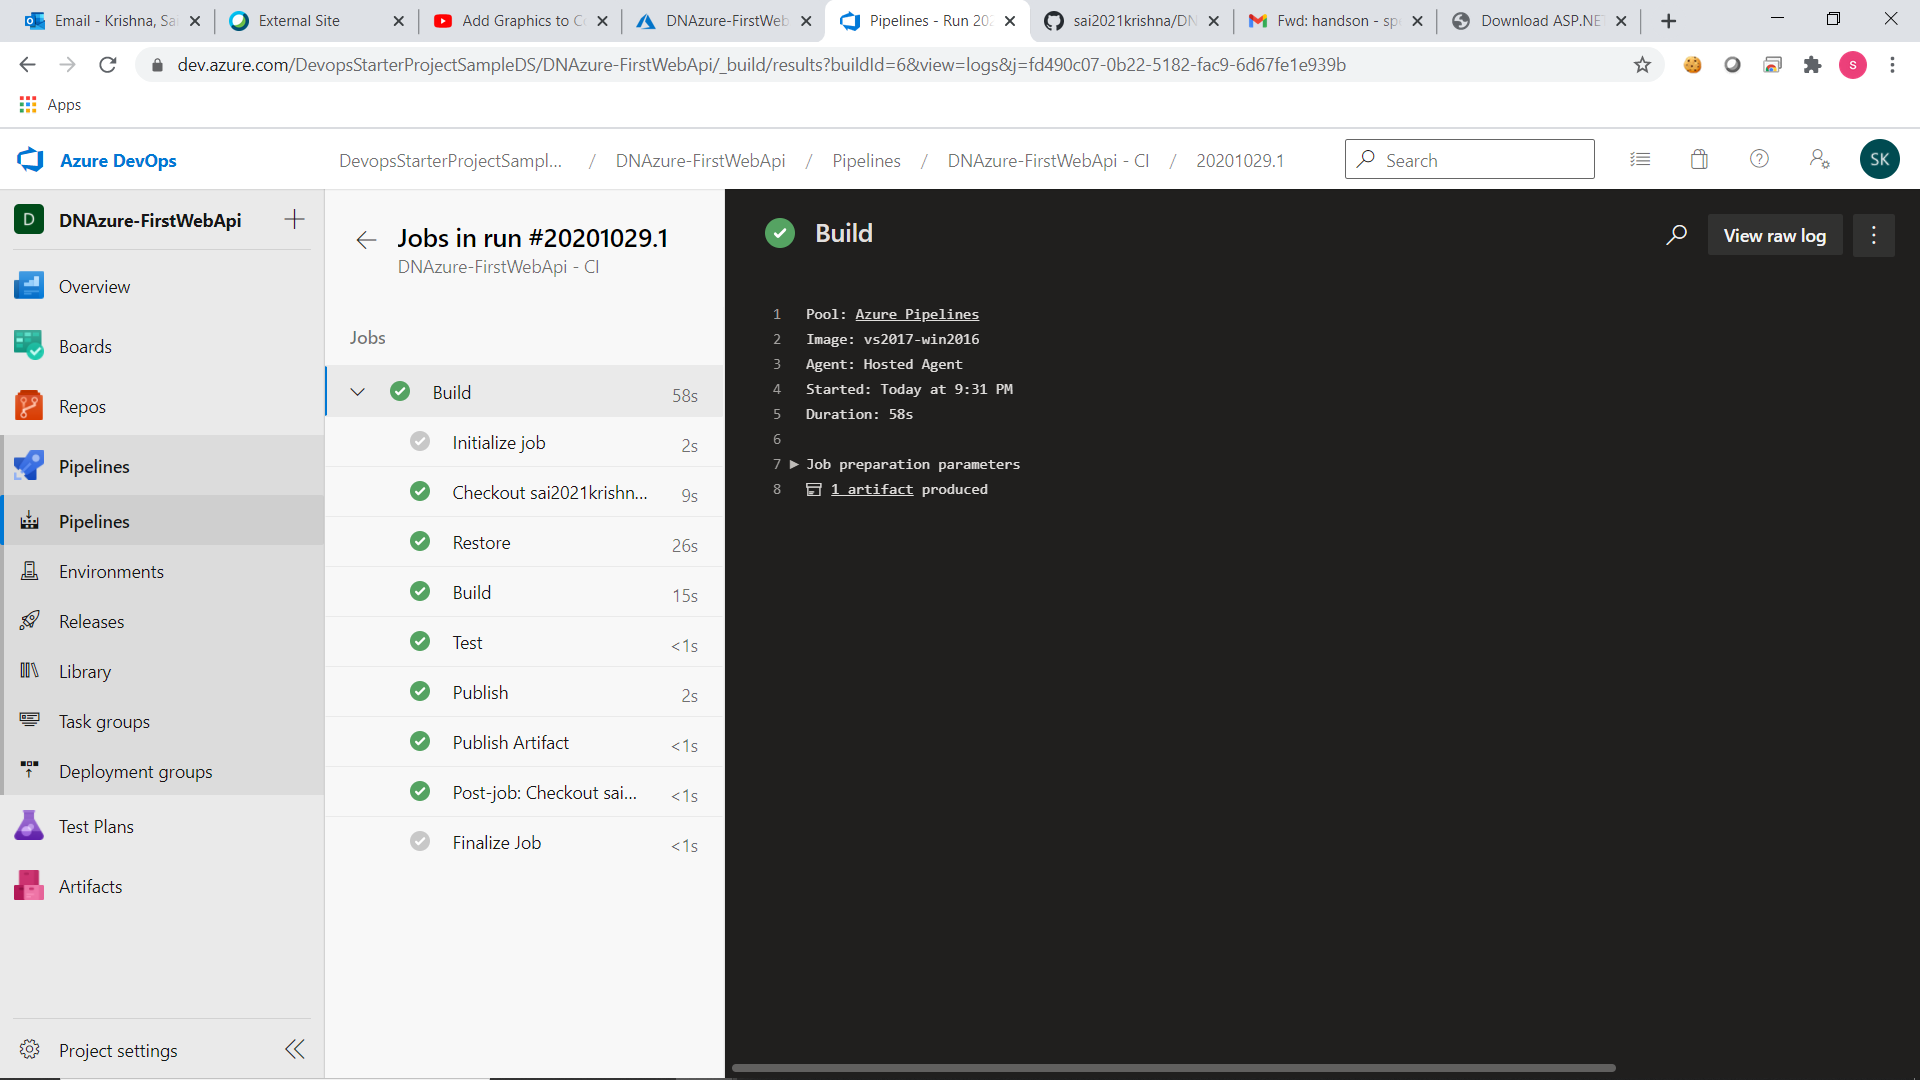 Email - Krishna, Sai
External Site
Add Graphics to C
DNAzure-FirstWeb
Pipelines - Run 202
sai2021krishna/DN
Fwd: handson - spe
Download ASP.NE
dev.azure.com/DevopsStarterProjectSampleDS/DNAzure-FirstWebApi/_build/results?buildId=6&view=logs&j=fd490c07-0b22-5182-fac9-6d67fe1e939b
S
Apps
Azure DevOps
DevopsStarterProjectSampl... / DNAzure-FirstWebApi / Pipelines / DNAzure-FirstWebApi - CI / 20201029.1
Search
SK
D DNAzure-FirstWebApi
Overview
Boards
Repos
Pipelines
Pipelines
Environments
Releases
Library
Task groups
Deployment groups
Test Plans
Artifacts
Project settings
Jobs in run #20201029.1
DNAzure-FirstWebApi - CI
Jobs
Build 58s
Initialize job 2s
Checkout sai2021krishn... 9s
Restore 26s
Build 15s
Test <1s
Publish 2s
Publish Artifact <1s
Post-job: Checkout sai... <1s
Finalize Job <1s
Build
View raw log
1 Pool: Azure Pipelines
2 Image: vs2017-win2016
3 Agent: Hosted Agent
4 Started: Today at 9:31 PM
5 Duration: 58s
6
7 Job preparation parameters
8 1 artifact produced